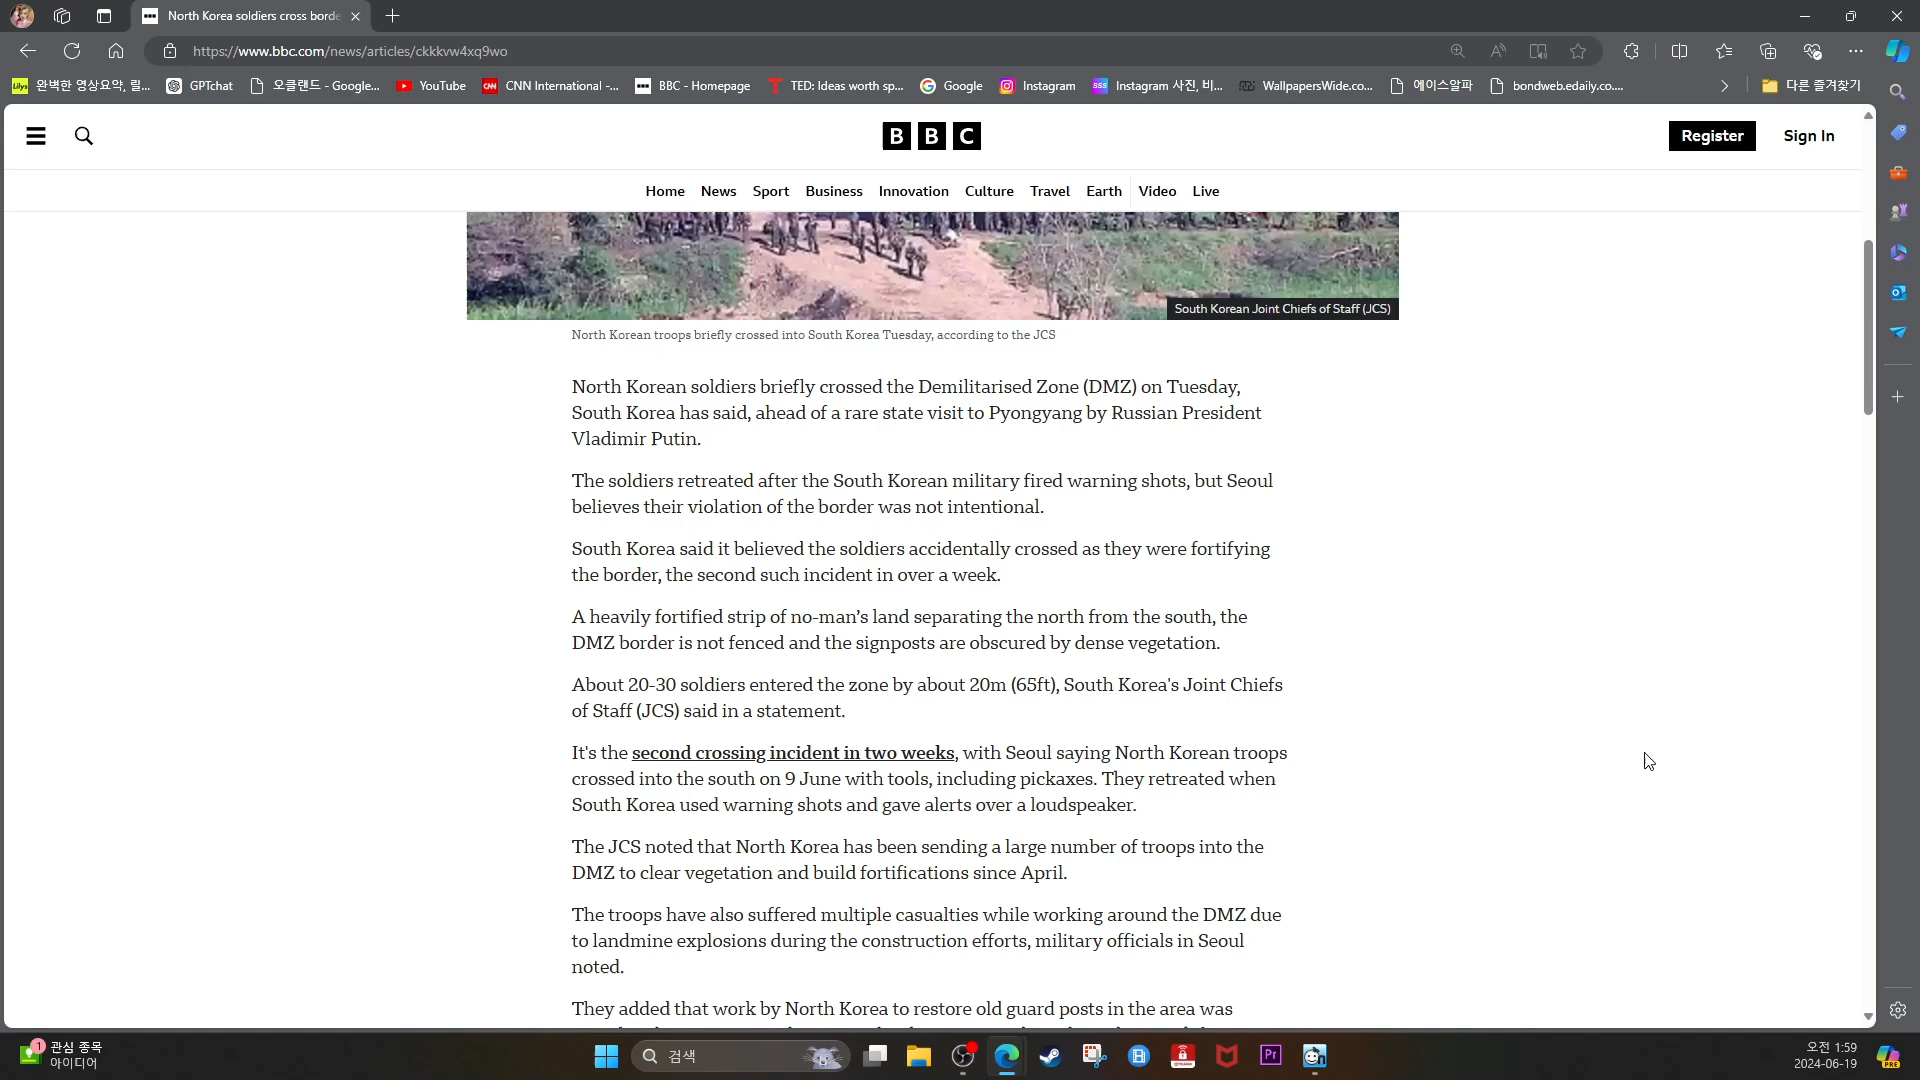 North Korea soldiers cross borde
https://www.bbc.com/news/articles/ckkkvw4xq9wo
Lilys 완벽한 영상요약, 릴... GPTchat 오클랜드 - Google... YouTube CNN CNN International -... BBC - Homepage TED: Ideas worth sp... Google Instagram SSS Instagram 사진, 비... WallpapersWide.co... 에이스알파 bondweb.edaily.co.... 다른 즐겨찾기
BBC
Register Sign In
Home News Sport Business Innovation Culture Travel Earth Video Live
South Korean Joint Chiefs of Staff (JCS)
North Korean troops briefly crossed into South Korea Tuesday, according to the JCS
North Korean soldiers briefly crossed the Demilitarised Zone (DMZ) on Tuesday,
South Korea has said, ahead of a rare state visit to Pyongyang by Russian President
Vladimir Putin.
The soldiers retreated after the South Korean military fired warning shots, but Seoul
believes their violation of the border was not intentional.
South Korea said it believed the soldiers accidentally crossed as they were fortifying
the border, the second such incident in over a week.
A heavily fortified strip of no-man’s land separating the north from the south, the
DMZ border is not fenced and the signposts are obscured by dense vegetation.
About 20-30 soldiers entered the zone by about 20m (65ft), South Korea's Joint Chiefs
of Staff (JCS) said in a statement.
It's the second crossing incident in two weeks, with Seoul saying North Korean troops
crossed into the south on 9 June with tools, including pickaxes. They retreated when
South Korea used warning shots and gave alerts over a loudspeaker.
The JCS noted that North Korea has been sending a large number of troops into the
DMZ to clear vegetation and build fortifications since April.
The troops have also suffered multiple casualties while working around the DMZ due
to landmine explosions during the construction efforts, military officials in Seoul
noted.
They added that work by North Korea to restore old guard posts in the area was
1 관심 종목
아이디어
검색
Pr
오전 1:59
2024-06-19
PRE